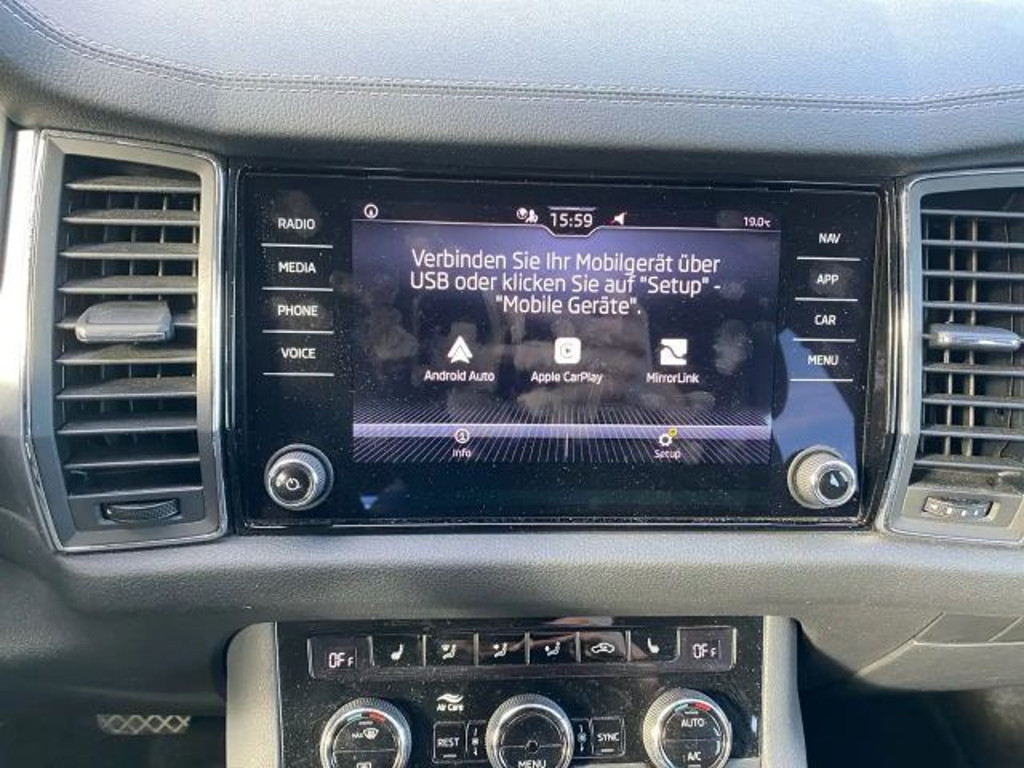 15:59
19.0°C
RADIO
MEDIA
PHONE
VOICE
Verbinden Sie Ihr Mobilgerät über
USB oder klicken Sie auf "Setup" -
"Mobile Geräte".
Android Auto
Apple CarPlay
MirrorLink
Info
Setup
NAV
APP
CAR
MENU
OFF
OFF
Air Care
REST
MENU
SYNC
AUTO
A/C